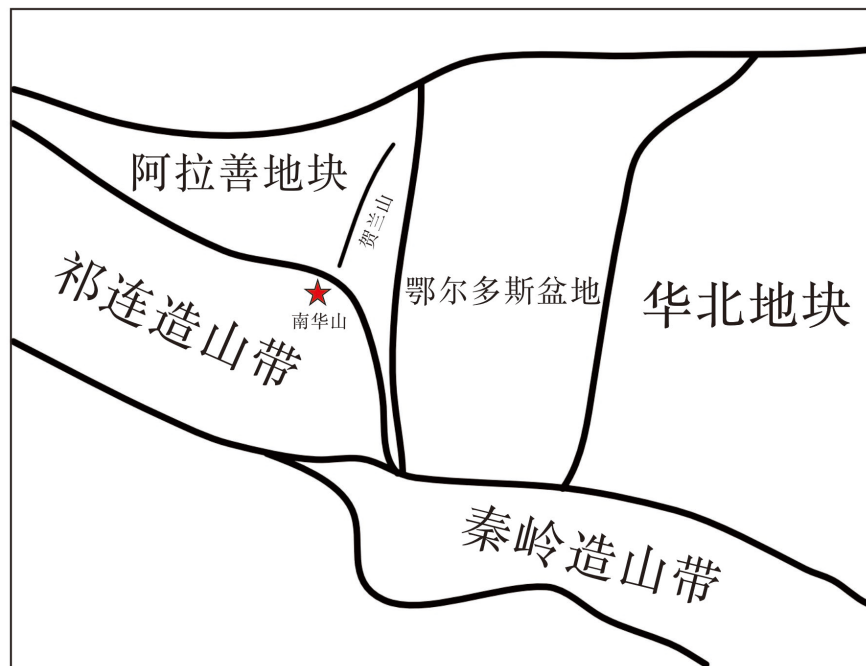 阿拉善地块
贺兰山
祁连造山带
南华山
鄂尔多斯盆地
华北地块
秦岭造山带